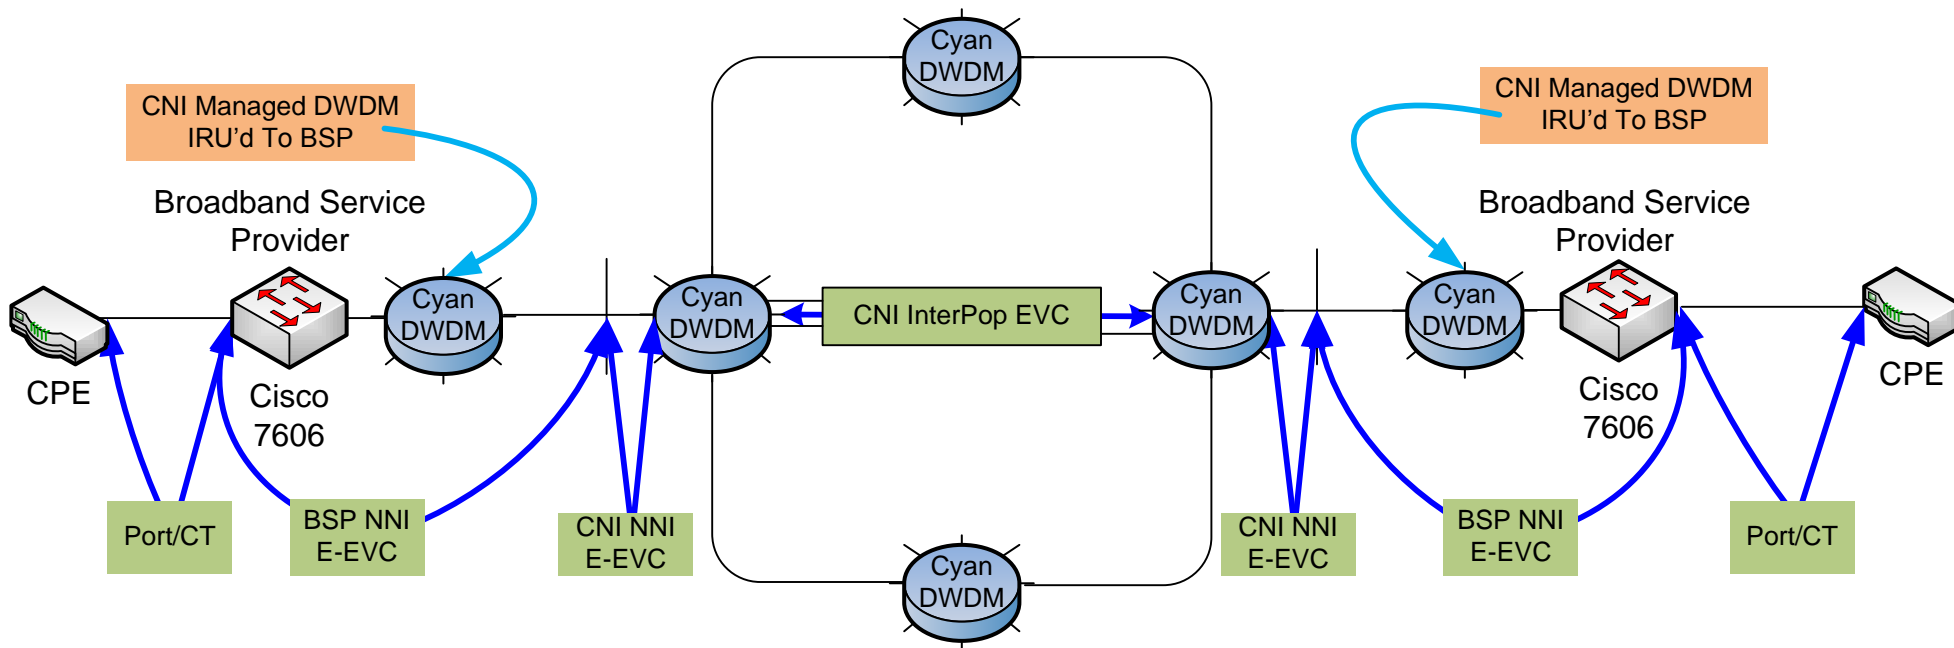 Cyan
DWDM
CNI Managed DWDM
IRU'd To BSP
CNI Managed DWDM
IRU'd To BSP
Broadband Service
Provider
Broadband Service
Provider
Cyan
DWDM
Cyan
DWDM
CNI InterPop EVC
Cyan
DWDM
Cyan
DWDM
CPE
Cisco
7606
Cisco
7606
CPE
Port/CT
BSP NNI
E-EVC
CNI NNI
E-EVC
CNI NNI
E-EVC
BSP NNI
E-EVC
Port/CT
Cyan
DWDM